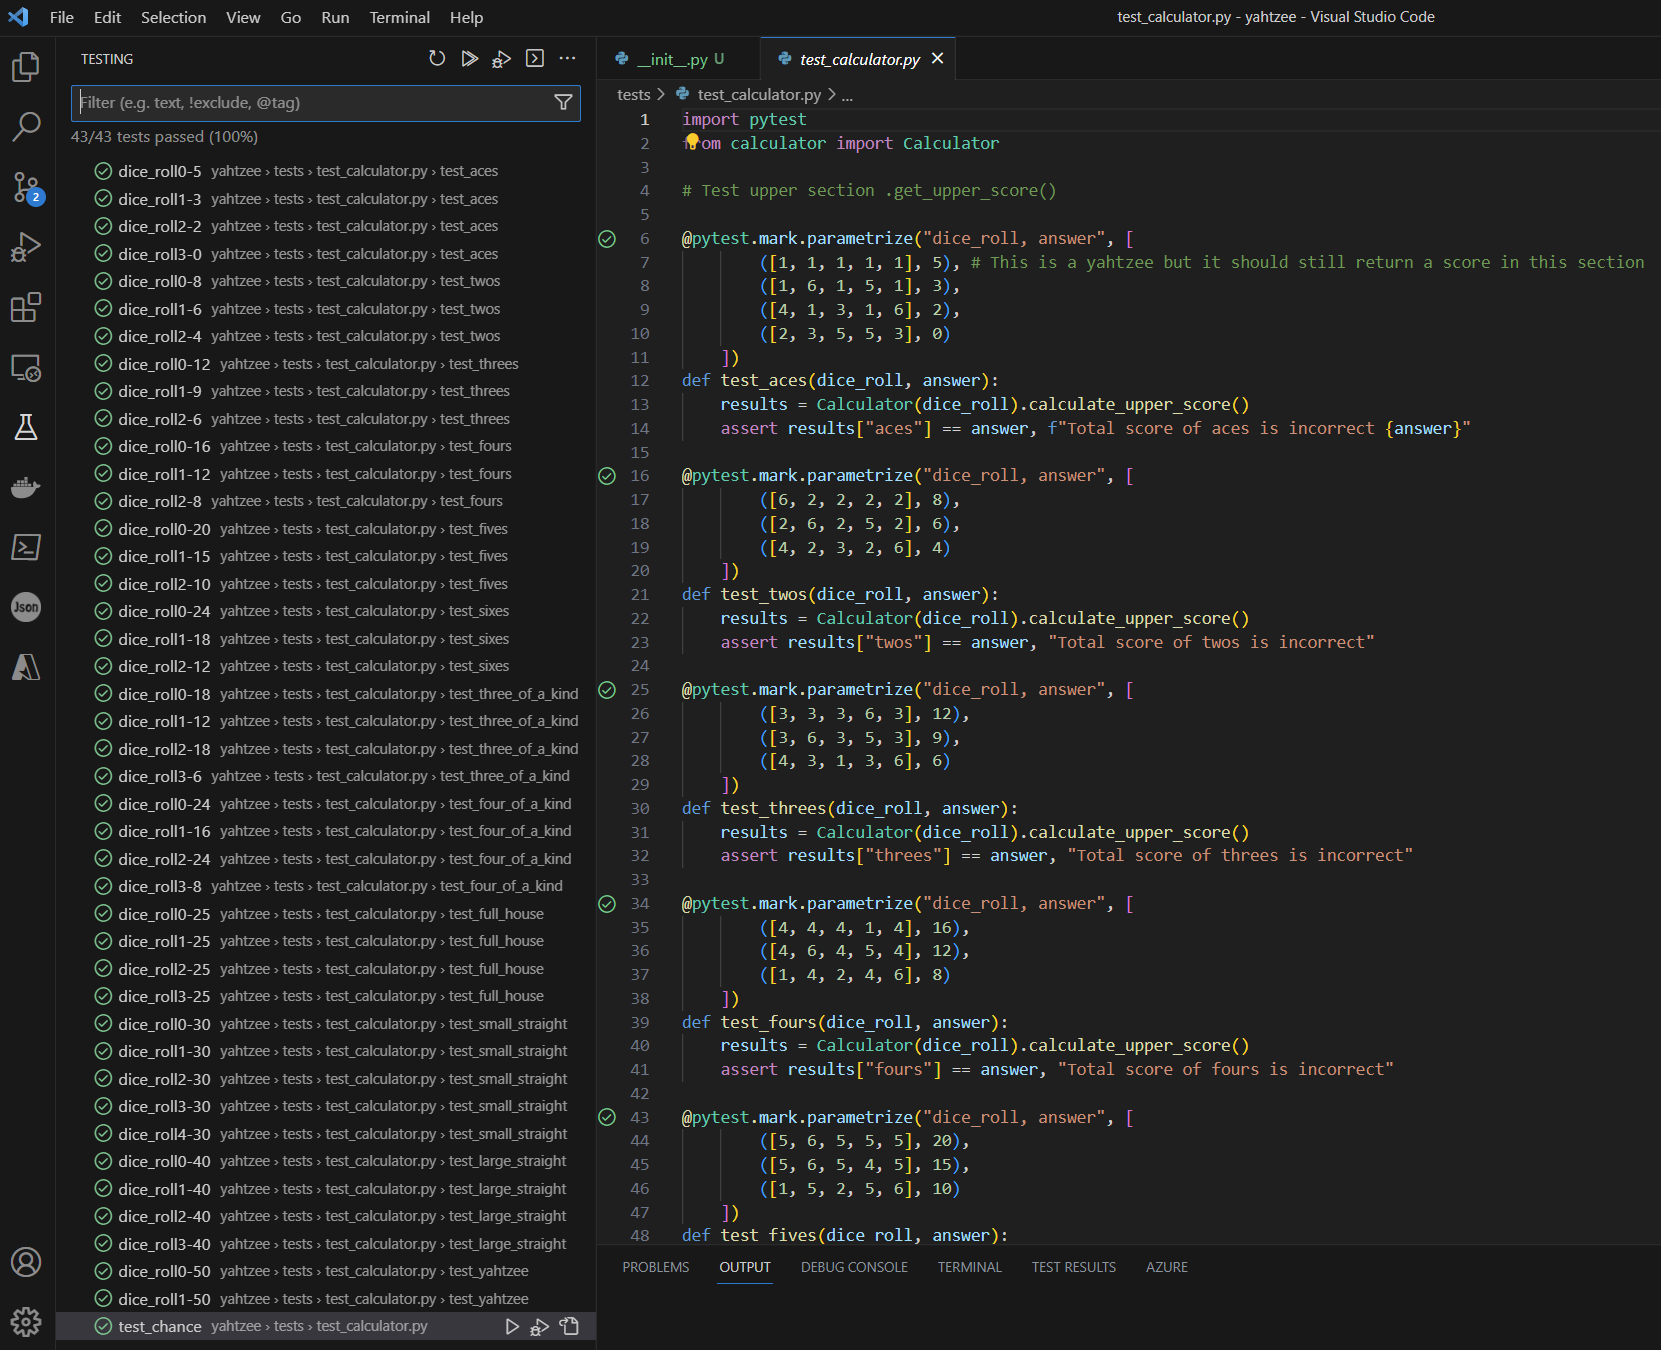 File Edit Selection View Go Run Terminal Help
test_calculator.py - yahtzee - Visual Studio Code
TESTING
Filter (e.g. text, !exclude, @tag)
43/43 tests passed (100%)
dice_roll0-5 yahtzee › tests › test_calculator.py › test_aces
dice_roll1-3 yahtzee › tests › test_calculator.py › test_aces
dice_roll2-2 yahtzee › tests › test_calculator.py › test_aces
dice_roll3-0 yahtzee › tests › test_calculator.py › test_aces
dice_roll0-8 yahtzee › tests › test_calculator.py › test_twos
dice_roll1-6 yahtzee › tests › test_calculator.py › test_twos
dice_roll2-4 yahtzee › tests › test_calculator.py › test_twos
dice_roll0-12 yahtzee › tests › test_calculator.py › test_threes
dice_roll1-9 yahtzee › tests › test_calculator.py › test_threes
dice_roll2-6 yahtzee › tests › test_calculator.py › test_threes
dice_roll0-16 yahtzee › tests › test_calculator.py › test_fours
dice_roll1-12 yahtzee › tests › test_calculator.py › test_fours
dice_roll2-8 yahtzee › tests › test_calculator.py › test_fours
dice_roll0-20 yahtzee › tests › test_calculator.py › test_fives
dice_roll1-15 yahtzee › tests › test_calculator.py › test_fives
dice_roll2-10 yahtzee › tests › test_calculator.py › test_fives
dice_roll0-24 yahtzee › tests › test_calculator.py › test_sixes
dice_roll1-18 yahtzee › tests › test_calculator.py › test_sixes
dice_roll2-12 yahtzee › tests › test_calculator.py › test_sixes
dice_roll0-18 yahtzee › tests › test_calculator.py › test_three_of_a_kind
dice_roll1-12 yahtzee › tests › test_calculator.py › test_three_of_a_kind
dice_roll2-18 yahtzee › tests › test_calculator.py › test_three_of_a_kind
dice_roll3-6 yahtzee › tests › test_calculator.py › test_three_of_a_kind
dice_roll0-24 yahtzee › tests › test_calculator.py › test_four_of_a_kind
dice_roll1-16 yahtzee › tests › test_calculator.py › test_four_of_a_kind
dice_roll2-24 yahtzee › tests › test_calculator.py › test_four_of_a_kind
dice_roll3-8 yahtzee › tests › test_calculator.py › test_four_of_a_kind
dice_roll0-25 yahtzee › tests › test_calculator.py › test_full_house
dice_roll1-25 yahtzee › tests › test_calculator.py › test_full_house
dice_roll2-25 yahtzee › tests › test_calculator.py › test_full_house
dice_roll3-25 yahtzee › tests › test_calculator.py › test_full_house
dice_roll0-30 yahtzee › tests › test_calculator.py › test_small_straight
dice_roll1-30 yahtzee › tests › test_calculator.py › test_small_straight
dice_roll2-30 yahtzee › tests › test_calculator.py › test_small_straight
dice_roll3-30 yahtzee › tests › test_calculator.py › test_small_straight
dice_roll4-30 yahtzee › tests › test_calculator.py › test_small_straight
dice_roll0-40 yahtzee › tests › test_calculator.py › test_large_straight
dice_roll1-40 yahtzee › tests › test_calculator.py › test_large_straight
dice_roll2-40 yahtzee › tests › test_calculator.py › test_large_straight
dice_roll3-40 yahtzee › tests › test_calculator.py › test_large_straight
dice_roll0-50 yahtzee › tests › test_calculator.py › test_yahtzee
dice_roll1-50 yahtzee › tests › test_calculator.py › test_yahtzee
test_chance yahtzee › tests › test_calculator.py
2
Json
__init__.py U
test_calculator.py
tests > test_calculator.py > ...
1 import pytest
2 from calculator import Calculator
3
4 # Test upper section .get_upper_score()
5
6 @pytest.mark.parametrize("dice_roll, answer", [
7 ([1, 1, 1, 1, 1], 5), # This is a yahtzee but it should still return a score in this section
8 ([1, 6, 1, 5, 1], 3),
9 ([4, 1, 3, 1, 6], 2),
10 ([2, 3, 5, 5, 3], 0)
11 ])
12 def test_aces(dice_roll, answer):
13 results = Calculator(dice_roll).calculate_upper_score()
14 assert results["aces"] == answer, f"Total score of aces is incorrect {answer}"
15
16 @pytest.mark.parametrize("dice_roll, answer", [
17 ([6, 2, 2, 2, 2], 8),
18 ([2, 6, 2, 5, 2], 6),
19 ([4, 2, 3, 2, 6], 4)
20 ])
21 def test_twos(dice_roll, answer):
22 results = Calculator(dice_roll).calculate_upper_score()
23 assert results["twos"] == answer, "Total score of twos is incorrect"
24
25 @pytest.mark.parametrize("dice_roll, answer", [
26 ([3, 3, 3, 6, 3], 12),
27 ([3, 6, 3, 5, 3], 9),
28 ([4, 3, 1, 3, 6], 6)
29 ])
30 def test_threes(dice_roll, answer):
31 results = Calculator(dice_roll).calculate_upper_score()
32 assert results["threes"] == answer, "Total score of threes is incorrect"
33
34 @pytest.mark.parametrize("dice_roll, answer", [
35 ([4, 4, 4, 1, 4], 16),
36 ([4, 6, 4, 5, 4], 12),
37 ([1, 4, 2, 4, 6], 8)
38 ])
39 def test_fours(dice_roll, answer):
40 results = Calculator(dice_roll).calculate_upper_score()
41 assert results["fours"] == answer, "Total score of fours is incorrect"
42
43 @pytest.mark.parametrize("dice_roll, answer", [
44 ([5, 6, 5, 5, 5], 20),
45 ([5, 6, 5, 4, 5], 15),
46 ([1, 5, 2, 5, 6], 10)
47 ])
48 def test_fives(dice_roll, answer):
PROBLEMS OUTPUT DEBUG CONSOLE TERMINAL TEST RESULTS AZURE